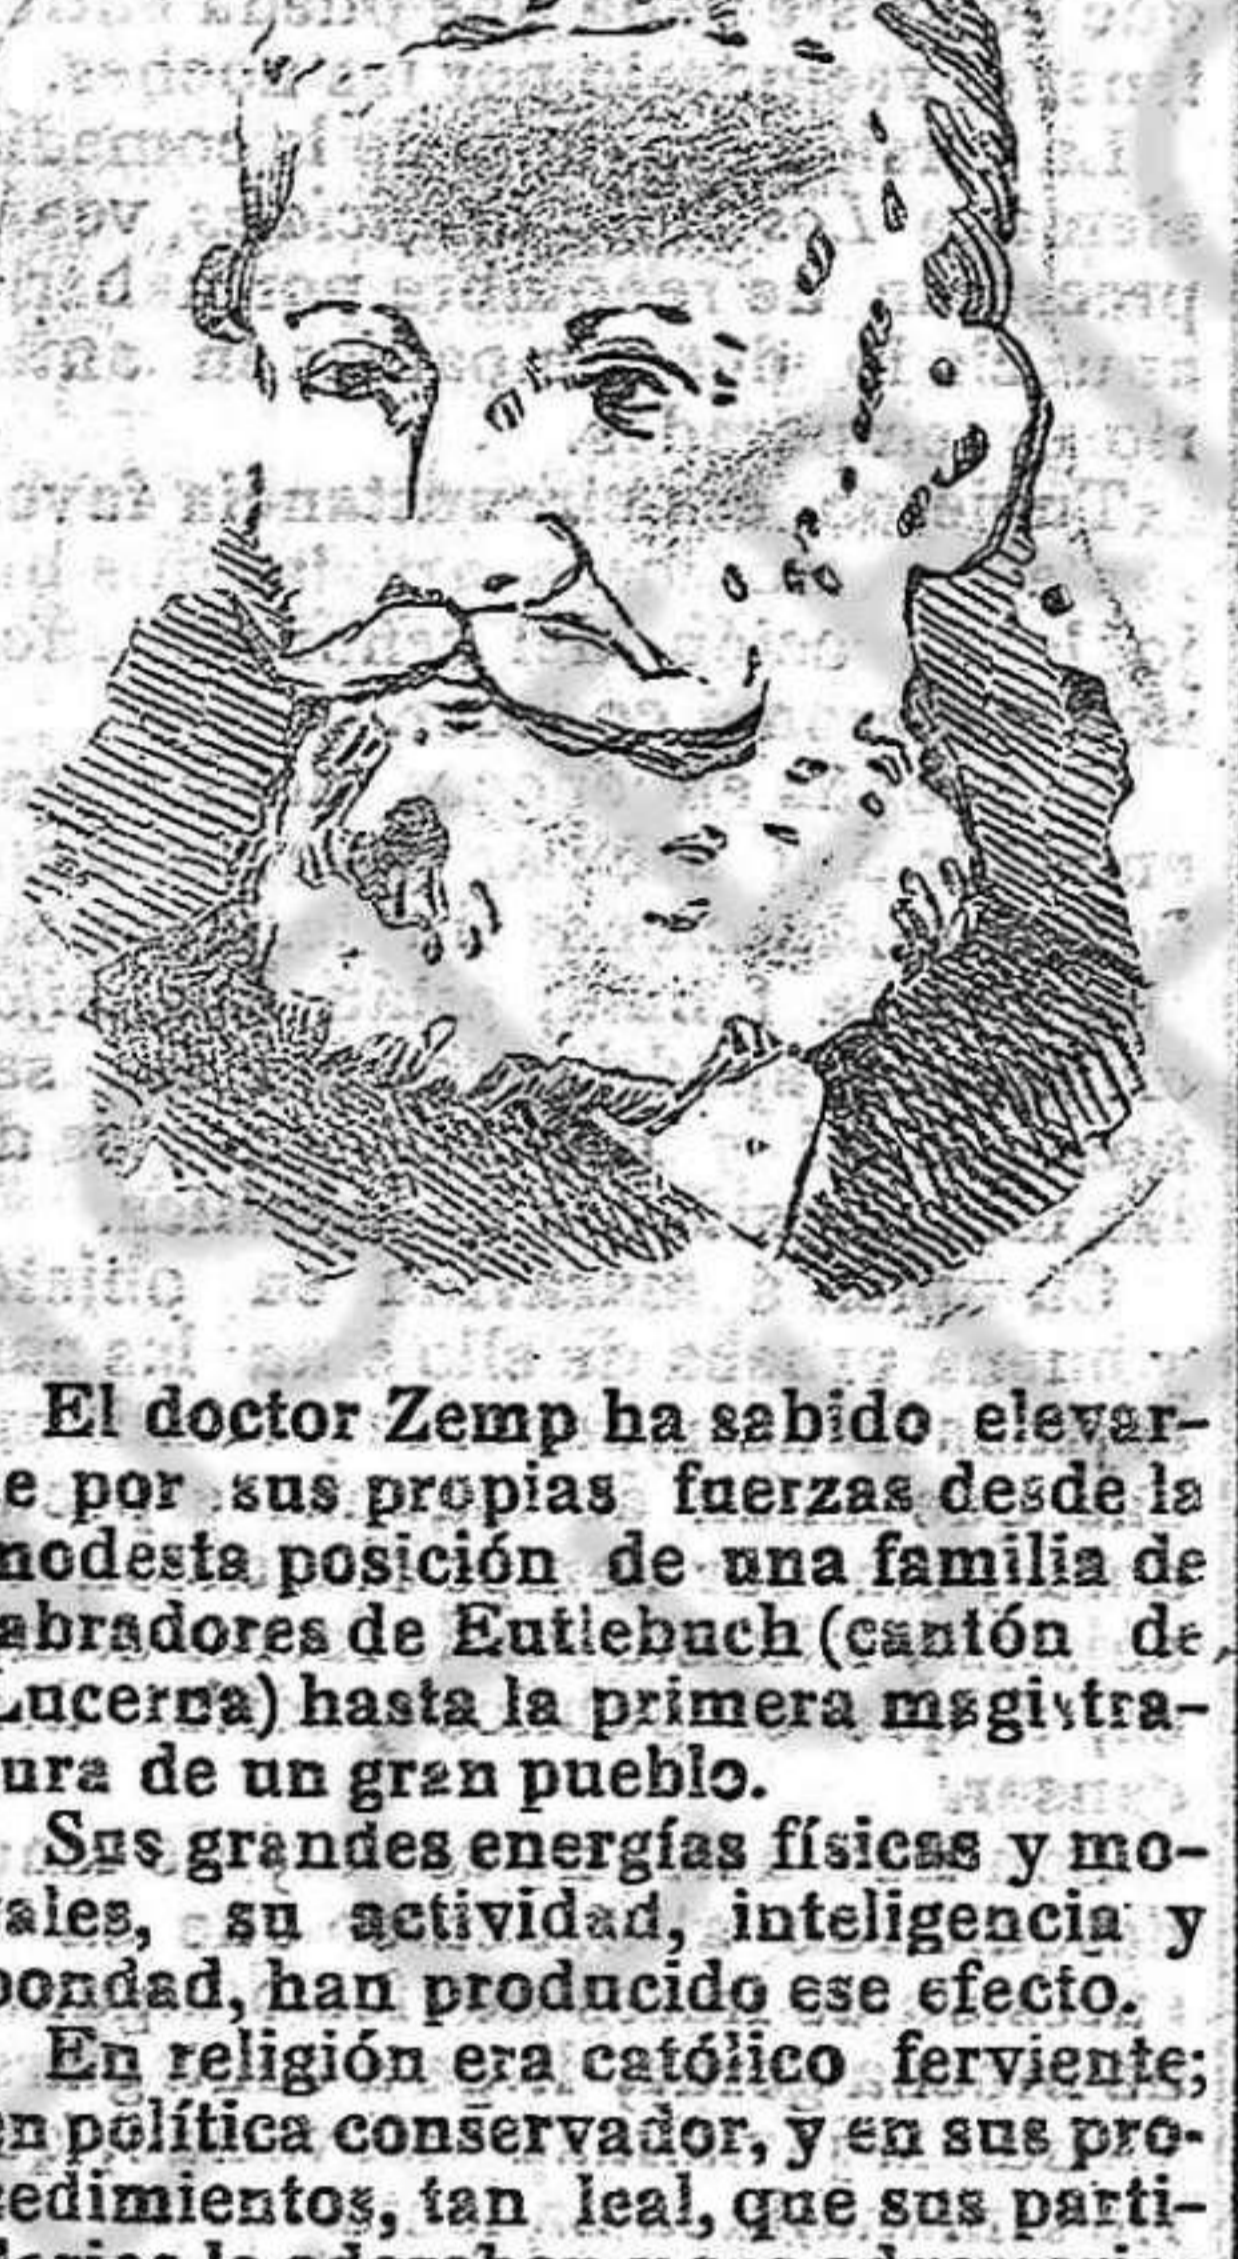 El doctor Zemp ha sabido elevar-
e por sus propias fuerzas desde la
modesta posición de una familia de
abradores de Eutlebuch (cantón de
Lucerna) hasta la primera magistra-
ura de un gran pueblo.
Sus grandes energías físicas y mo-
rales, su actividad, inteligencia y
bondad, han producido ese efecto.
En religión era católico ferviente;
en política conservador, y en sus pro-
cedimientos, tan leal, que sus parti-